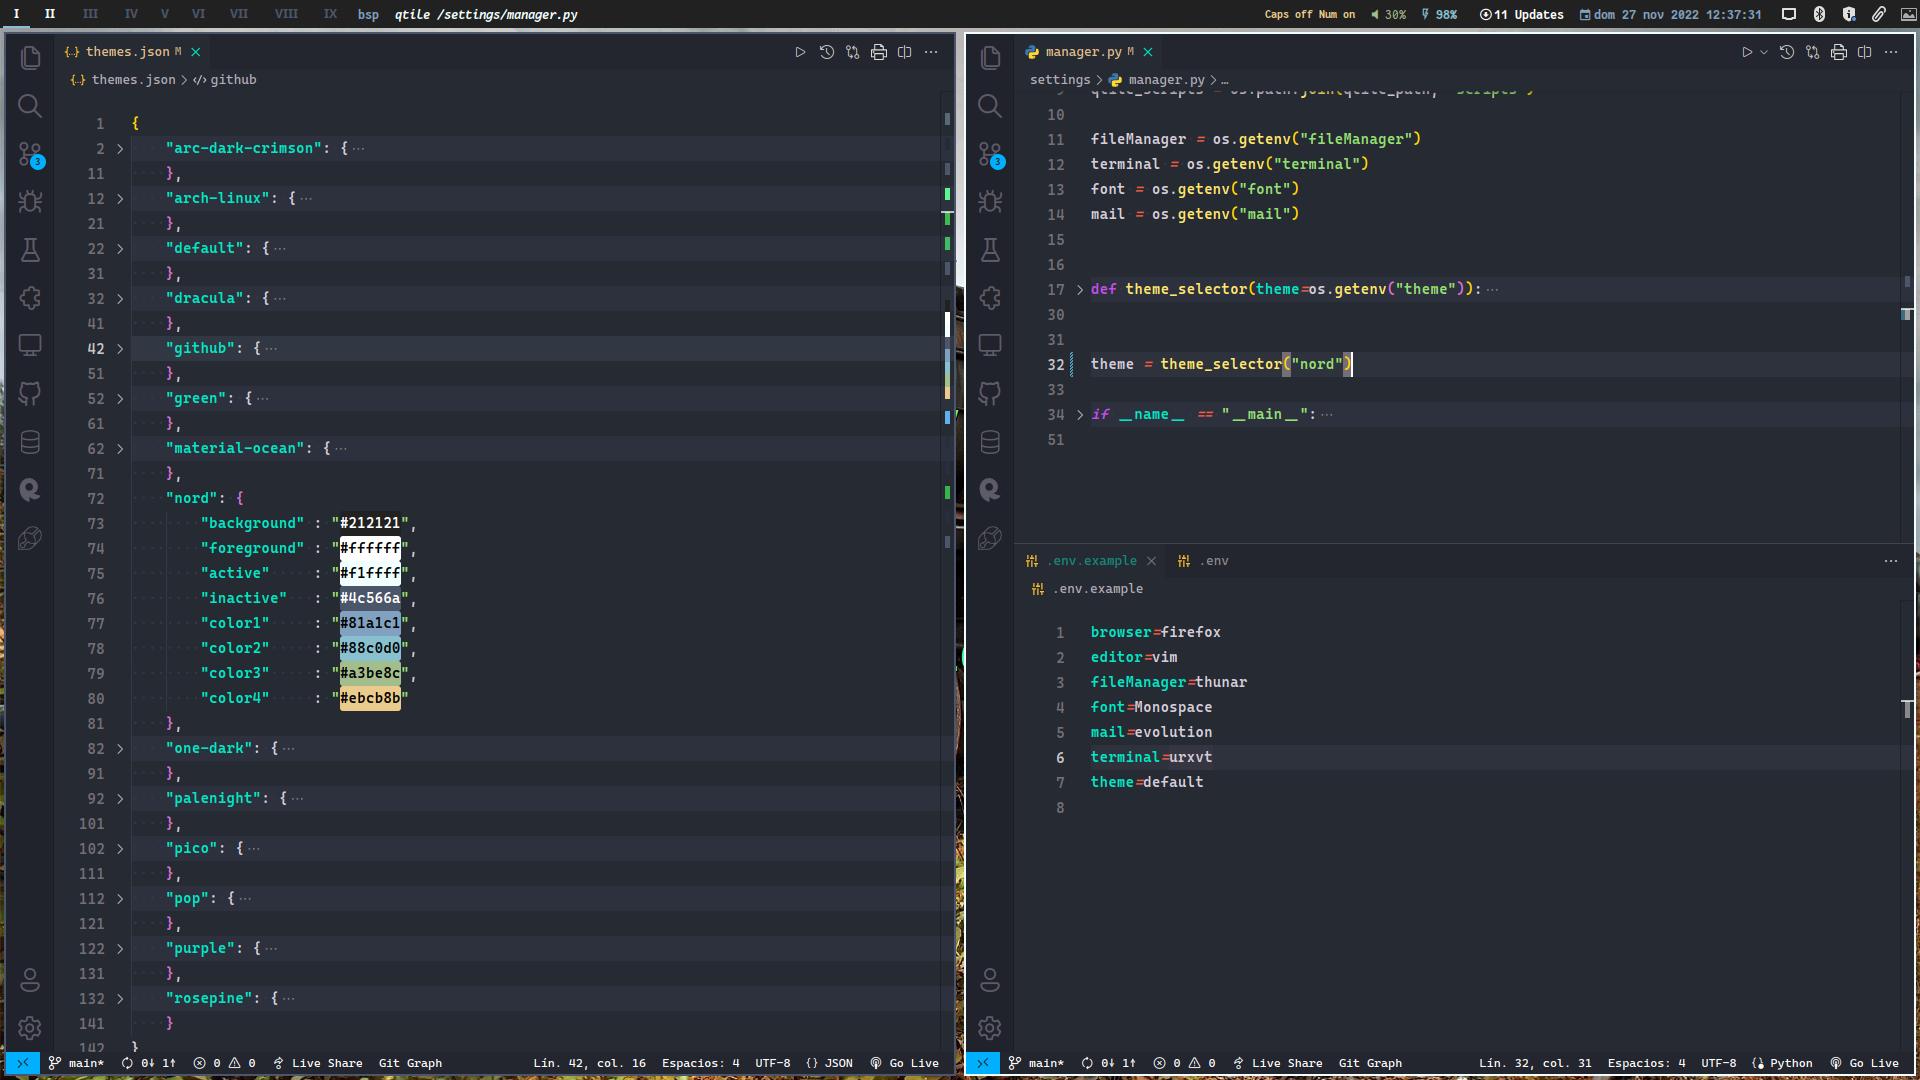 I II III IV V VI VII VIII IX bsp qtile /settings/manager.py Caps off Num on 30% 98% 11 Updates dom 27 nov 2022 12:37:31
{..} themes.json M
{..} themes.json > github
1 {
2 "arc-dark-crimson": {···
11 },
12 "arch-linux": {···
21 },
22 "default": {···
31 },
32 "dracula": {···
41 },
42 "github": {···
51 },
52 "green": {···
61 },
62 "material-ocean": {···
71 },
72 "nord": {
73 "background" : "#212121",
74 "foreground" : "#ffffff",
75 "active" : "#f1ffff",
76 "inactive" : "#4c566a",
77 "color1" : "#81a1c1",
78 "color2" : "#88c0d0",
79 "color3" : "#a3be8c",
80 "color4" : "#ebcb8b"
81 },
82 "one-dark": {···
91 },
92 "palenight": {···
101 },
102 "pico": {···
111 },
112 "pop": {···
121 },
122 "purple": {···
131 },
132 "rosepine": {···
141 }
142 }
3
main* 0↓ 1↑ 0 0 Live Share Git Graph Lín. 42, col. 16 Espacios: 4 UTF-8 {} JSON Go Live
manager.py M
settings > manager.py > ...
9 qtile_scripts = os.path.join(qtile_path, "scripts")
10
11 fileManager = os.getenv("fileManager")
12 terminal = os.getenv("terminal")
13 font = os.getenv("font")
14 mail = os.getenv("mail")
15
16
17 def theme_selector(theme=os.getenv("theme")):···
30
31
32 theme = theme_selector("nord")
33
34 if __name__ == "__main__":···
51
3
.env.example .env
.env.example
1 browser=firefox
2 editor=vim
3 fileManager=thunar
4 font=Monospace
5 mail=evolution
6 terminal=urxvt
7 theme=default
8
main* 0↓ 1↑ 0 0 Live Share Git Graph Lín. 32, col. 31 Espacios: 4 UTF-8 Python Go Live